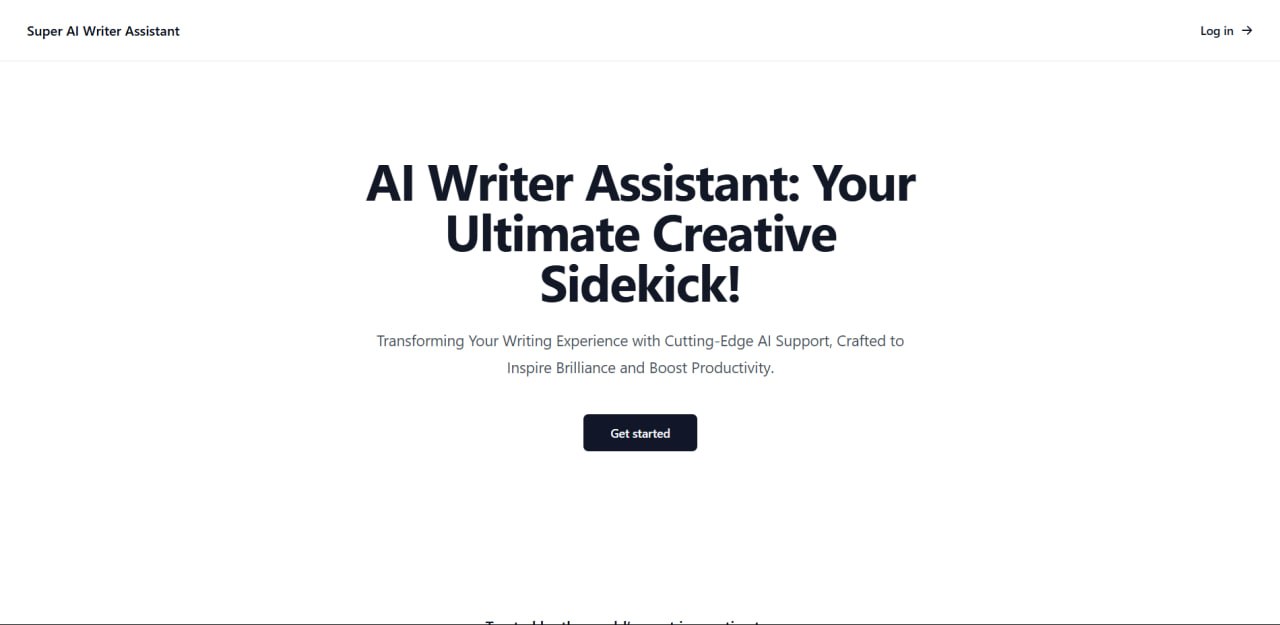 Super AI Writer Assistant
Log in →
AI Writer Assistant: Your
Ultimate Creative
Sidekick!
Transforming Your Writing Experience with Cutting-Edge AI Support, Crafted to
Inspire Brilliance and Boost Productivity.
Get started